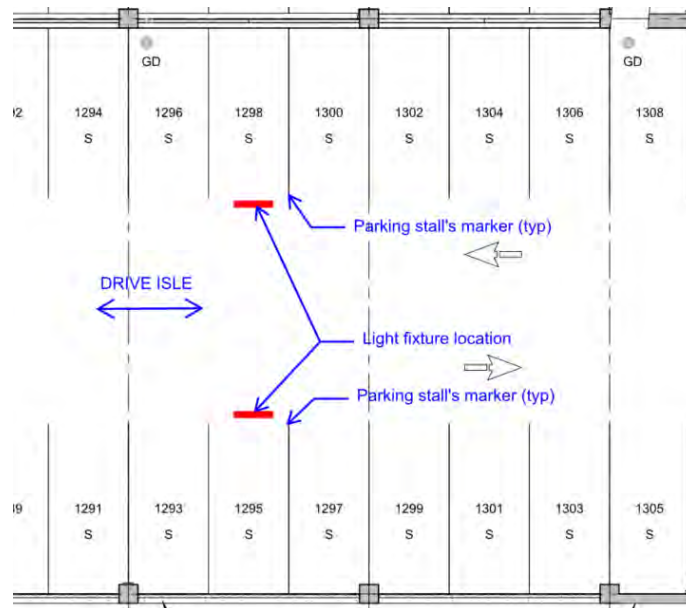 GD GD
92 1294 1296 1298 1300 1302 1304 1306 1308
S S S S S S S S
Parking stall's marker (typ)
DRIVE ISLE
Light fixture location
Parking stall's marker (typ)
1291 1293 1295 1297 1299 1301 1303 1305
S S S S S S S S